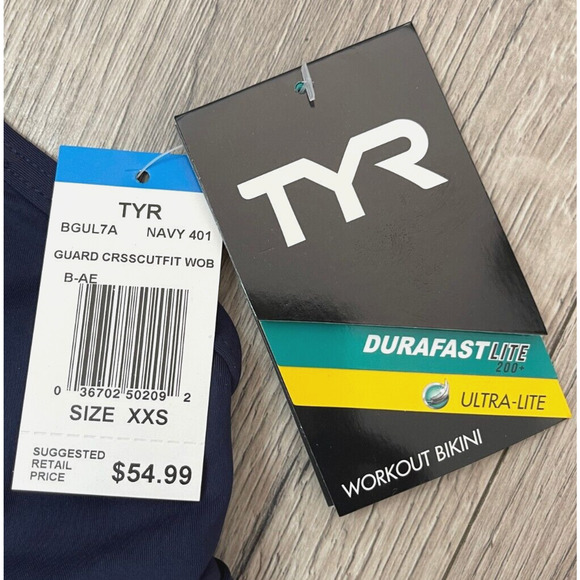 TYR
BGUL7A NAVY 401
GUARD CRSSCUTFIT WOB
B-AE
0 36702 50209 2
SIZE XXS
SUGGESTED
RETAIL
PRICE
$54.99
TYR
DURAFASTLITE
200+
ULTRA-LITE
WORKOUT BIKINI